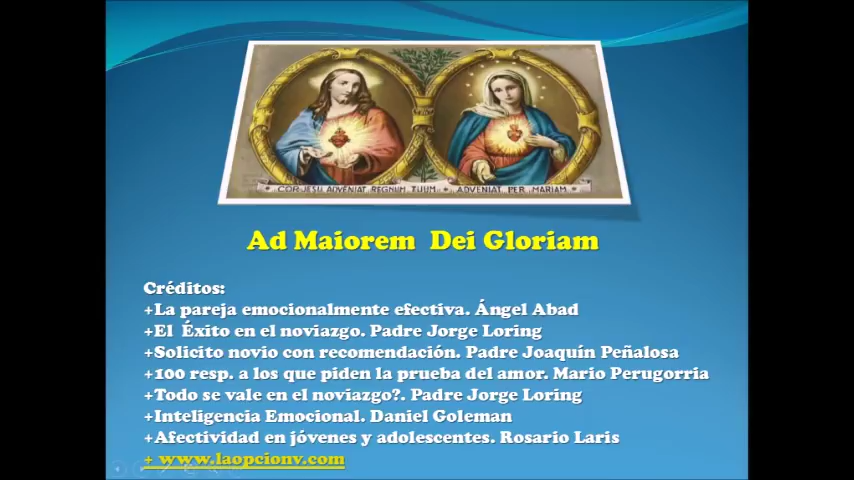 COR JESU ADVENIAT REGNUM TUUM ADVENIAT PER MARIAM
Ad Maiorem Dei Gloriam
Créditos:
+La pareja emocionalmente efectiva. Ángel Abad
+El Éxito en el noviazgo. Padre Jorge Loring
+Solicito novio con recomendación. Padre Joaquín Peñalosa
+100 resp. a los que piden la prueba del amor. Mario Perugorria
+Todo se vale en el noviazgo?. Padre Jorge Loring
+Inteligencia Emocional. Daniel Goleman
+Afectividad en jóvenes y adolescentes. Rosario Laris
+ www.laopcionv.com